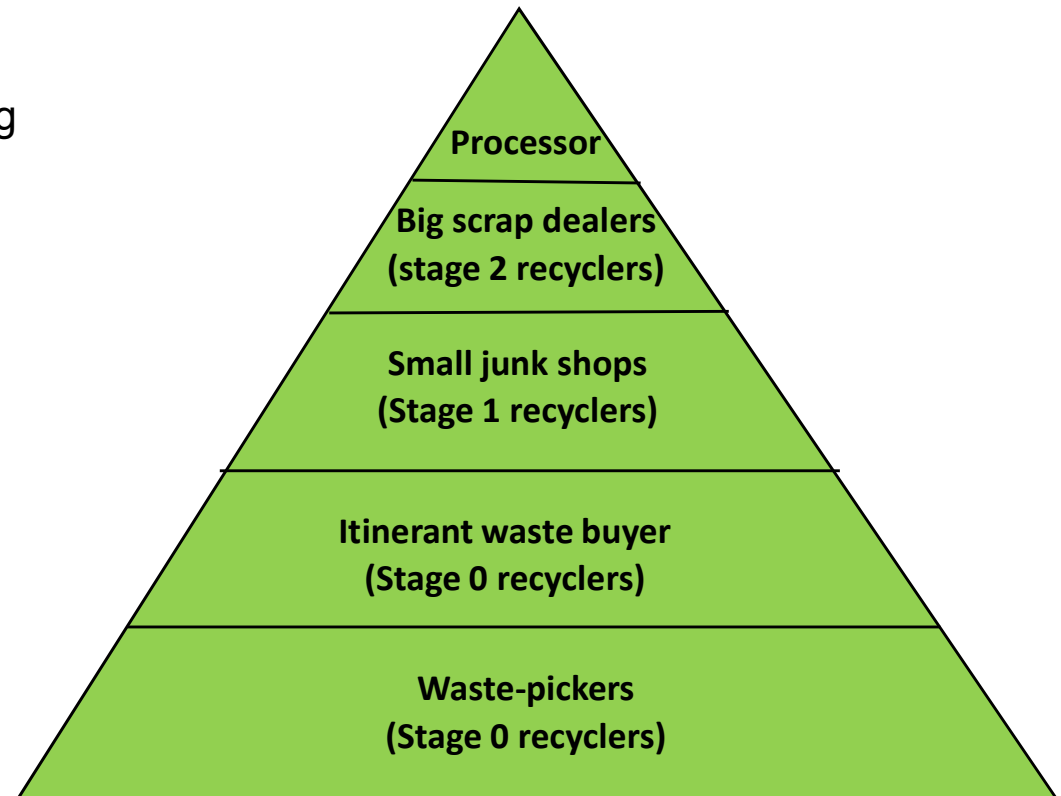 g
Processor
Big scrap dealers
(stage 2 recyclers)
Small junk shops
(Stage 1 recyclers)
Itinerant waste buyer
(Stage 0 recyclers)
Waste-pickers
(Stage 0 recyclers)